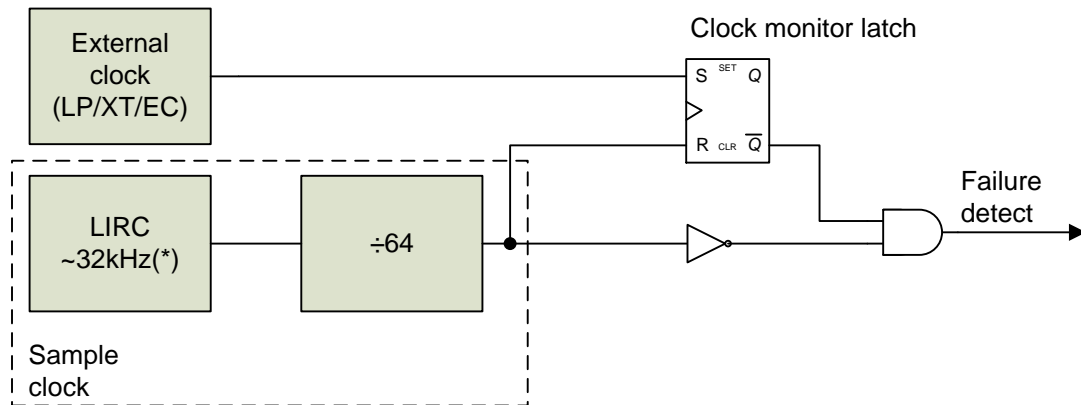 External
clock
(LP/XT/EC)
Clock monitor latch
S SET Q
R CLR Q̅
LIRC
~32kHz(*)
÷64
Failure
detect
Sample
clock